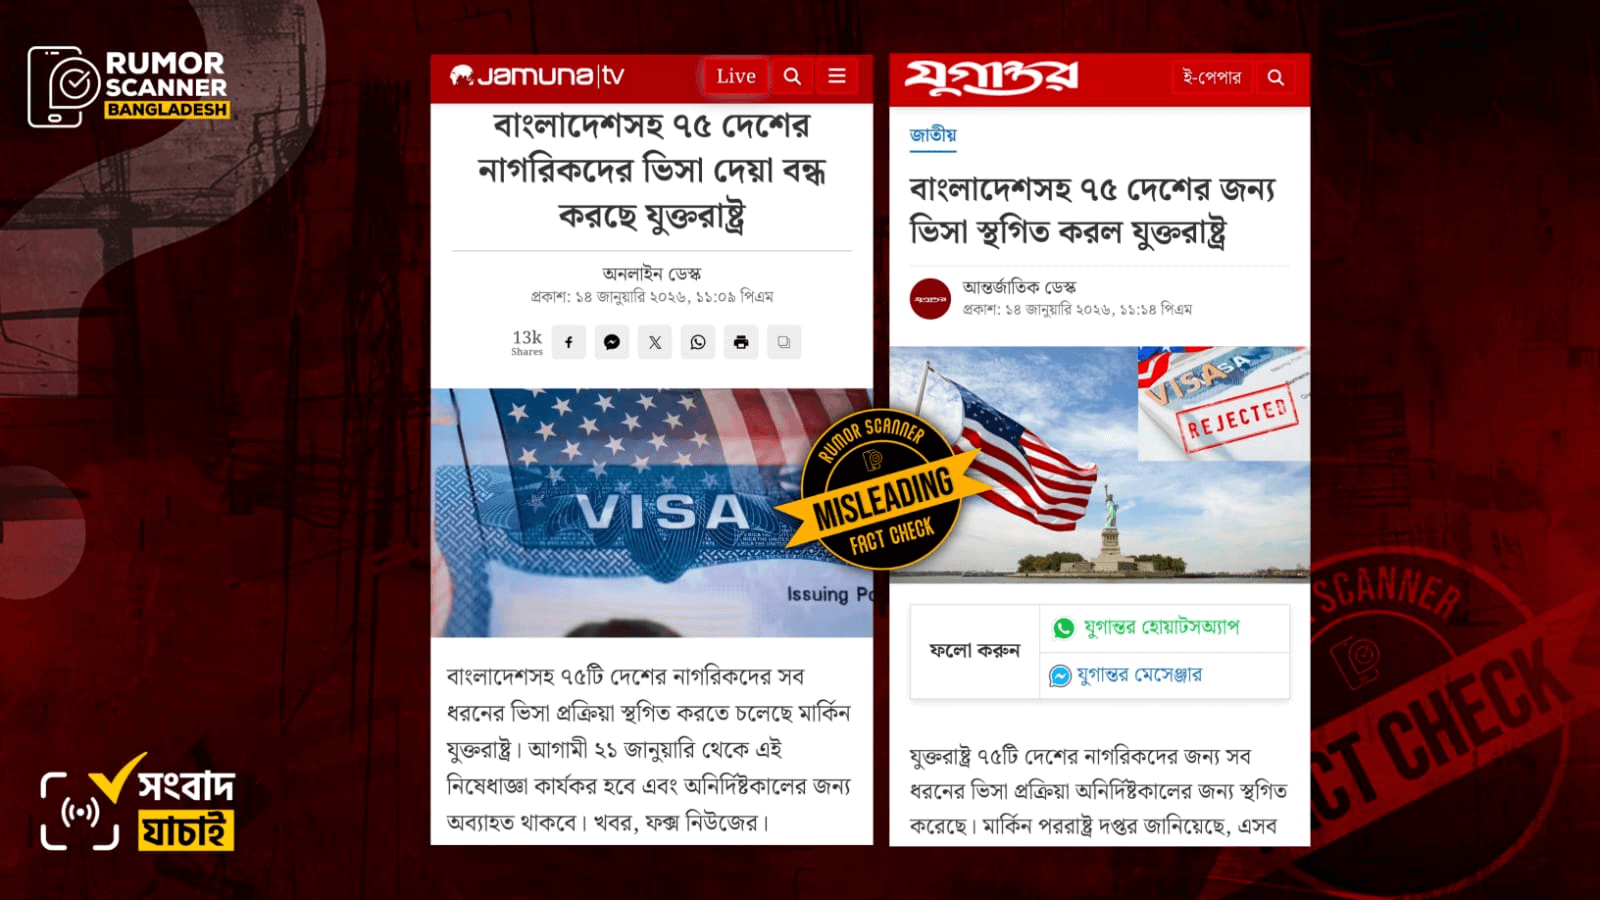 RUMOR
SCANNER
BANGLADESH
Jamuna|tv
Live
বাংলাদেশসহ ৭৫ দেশের
নাগরিকদের ভিসা দেয়া বন্ধ
করছে যুক্তরাষ্ট্র
অনলাইন ডেস্ক
প্রকাশ: ১৪ জানুয়ারি ২০২৬, ১১:০৯ পিএম
13k
Shares
VISA
Issuing Po
বাংলাদেশসহ ৭৫টি দেশের নাগরিকদের সব
ধরনের ভিসা প্রক্রিয়া স্থগিত করতে চলেছে মার্কিন
যুক্তরাষ্ট্র। আগামী ২১ জানুয়ারি থেকে এই
নিষেধাজ্ঞা কার্যকর হবে এবং অনির্দিষ্টকালের জন্য
অব্যাহত থাকবে। খবর, ফক্স নিউজের।
RUMOR SCANNER
MISLEADING
FACT CHECK
যুগান্তর
ই-পেপার
জাতীয়
বাংলাদেশসহ ৭৫ দেশের জন্য
ভিসা স্থগিত করল যুক্তরাষ্ট্র
যুগান্তর
আন্তর্জাতিক ডেস্ক
প্রকাশ: ১৪ জানুয়ারি ২০২৬, ১১:১৪ পিএম
VISA
REJECTED
ফলো করুন
যুগান্তর হোয়াটসঅ্যাপ
যুগান্তর মেসেঞ্জার
যুক্তরাষ্ট্র ৭৫টি দেশের নাগরিকদের জন্য সব
ধরনের ভিসা প্রক্রিয়া অনির্দিষ্টকালের জন্য স্থগিত
করেছে। মার্কিন পররাষ্ট্র দপ্তর জানিয়েছে, এসব
SCANNER
FACT CHECK
সংবাদ
যাচাই